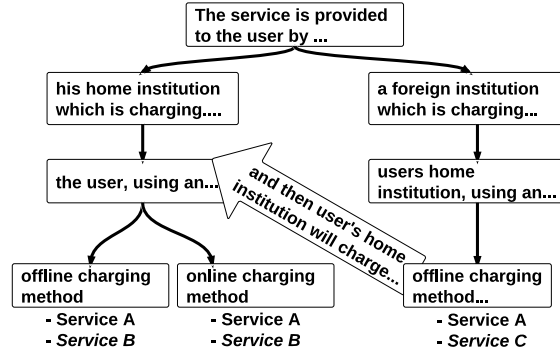 The service is provided
to the user by ...
his home institution
which is charging....
a foreign institution
which is charging...
the user, using an...
and then user's home
institution will charge...
users home
institution, using an...
offline charging
method
online charging
method
offline charging
method...
- Service A
- Service B
- Service A
- Service B
- Service A
- Service C